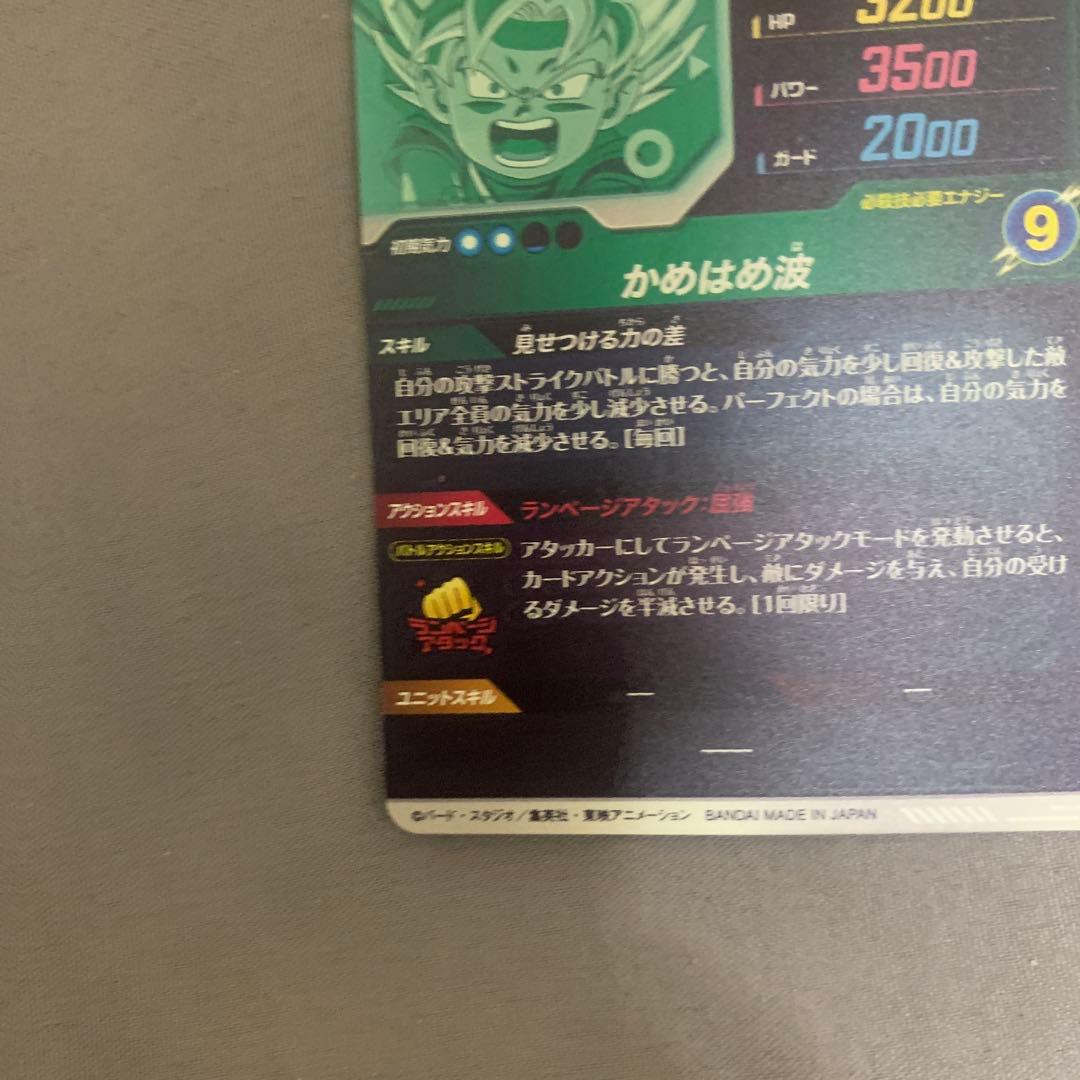 HP 3200
パワー 3500
ガード 2000
必殺技必要エナジー 9
初期気力
かめはめ波
スキル 見せつける力の差
自分の攻撃ストライクバトルに勝つと、自分の気力を少し回復&攻撃した敵
エリア全員の気力を少し減少させる。パーフェクトの場合は、自分の気力を
回復&気力を減少させる。[毎回]
アクションスキル ランページアタック:屈強
バトルアクションスキル
アタッカーにしてランページアタックモードを発動させると、
カードアクションが発生し、敵にダメージを与え、自分の受け
るダメージを半減させる。[1回限り]
ランページ
アタック
ユニットスキル — —
—
©バード・スタジオ/集英社・東映アニメーション BANDAI MADE IN JAPAN